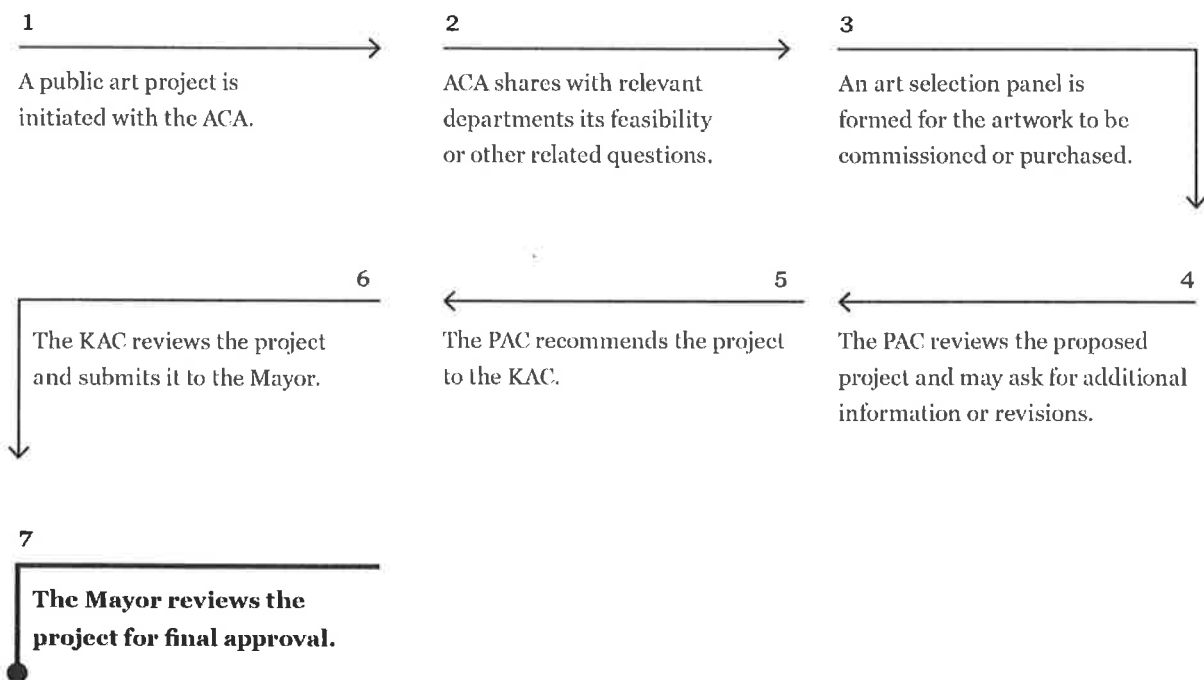 1
A public art project is
initiated with the ACA.
2
ACA shares with relevant
departments its feasibility
or other related questions.
3
An art selection panel is
formed for the artwork to be
commissioned or purchased.
4
The PAC reviews the proposed
project and may ask for additional
information or revisions.
5
The PAC recommends the project
to the KAC.
6
The KAC reviews the project
and submits it to the Mayor.
7
The Mayor reviews the
project for final approval.